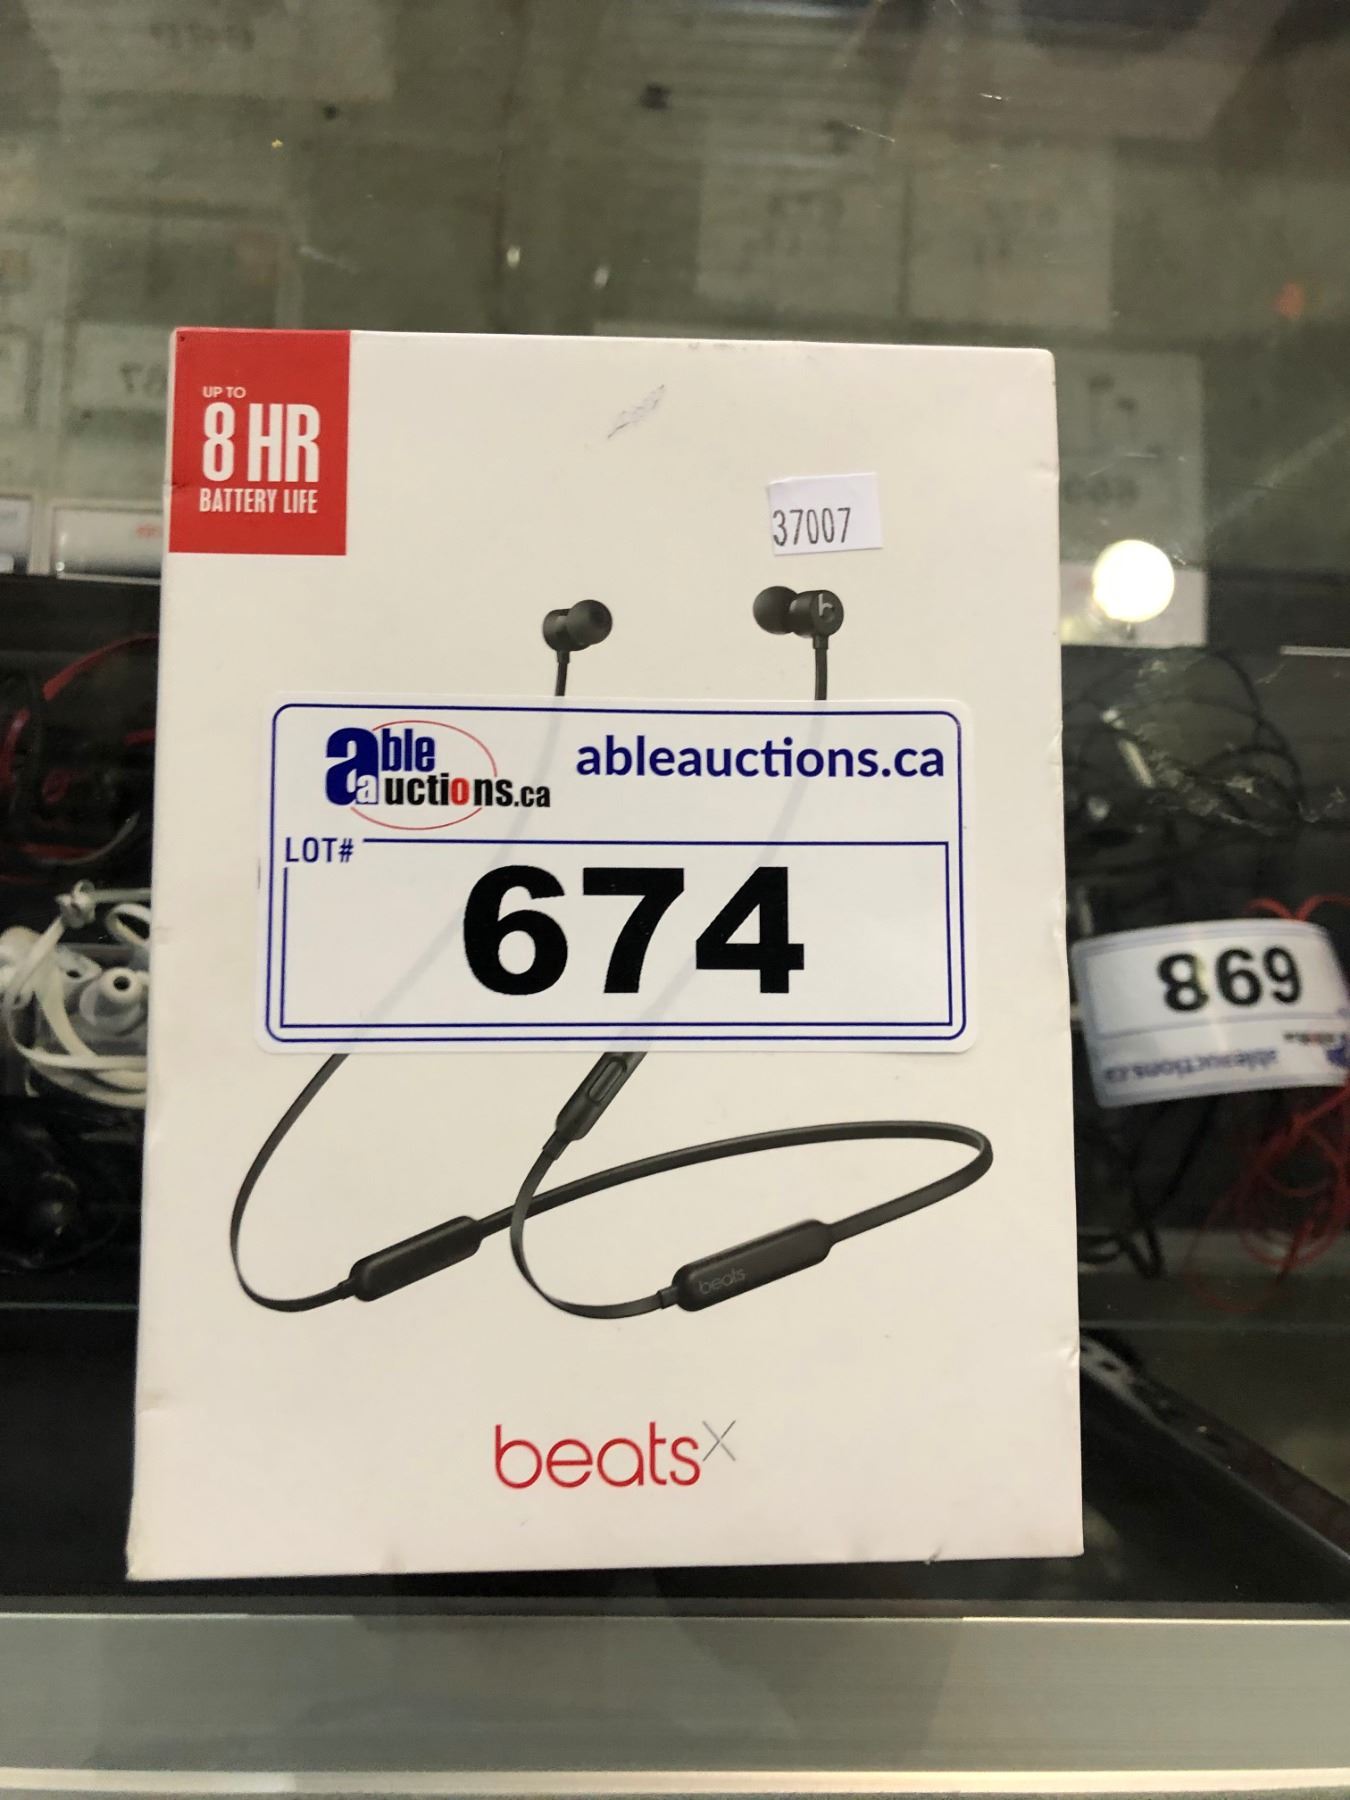 UP TO
8 HR
BATTERY LIFE
37007
able
auctions.ca
ableauctions.ca
LOT#
674
beats
beatsX
869
ableauctions.ca